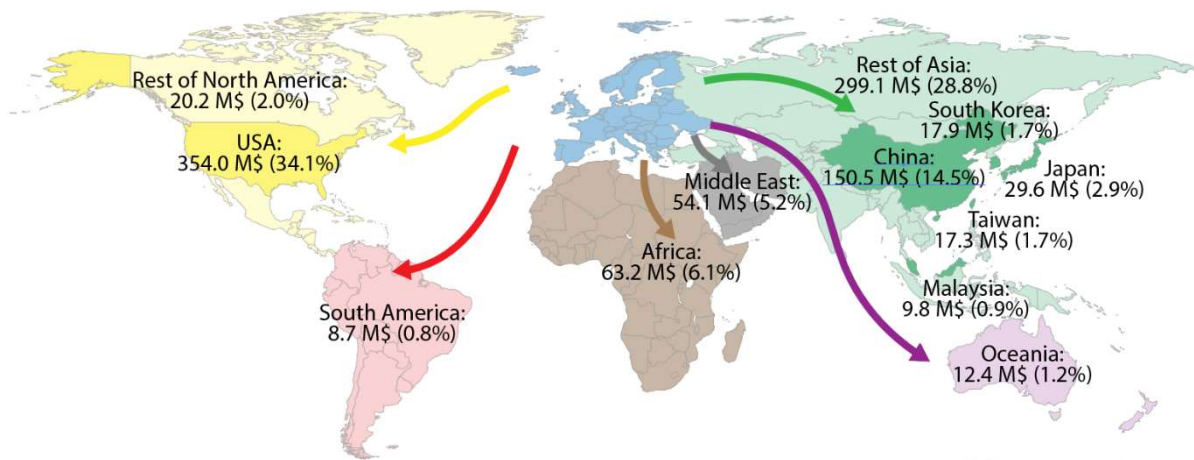 Rest of North America:
20.2 M$ (2.0%)
USA:
354.0 M$ (34.1%)
South America:
8.7 M$ (0.8%)
Africa:
63.2 M$ (6.1%)
Middle East:
54.1 M$ (5.2%)
Rest of Asia:
299.1 M$ (28.8%)
South Korea:
17.9 M$ (1.7%)
China:
150.5 M$ (14.5%)
Japan:
29.6 M$ (2.9%)
Taiwan:
17.3 M$ (1.7%)
Malaysia:
9.8 M$ (0.9%)
Oceania:
12.4 M$ (1.2%)